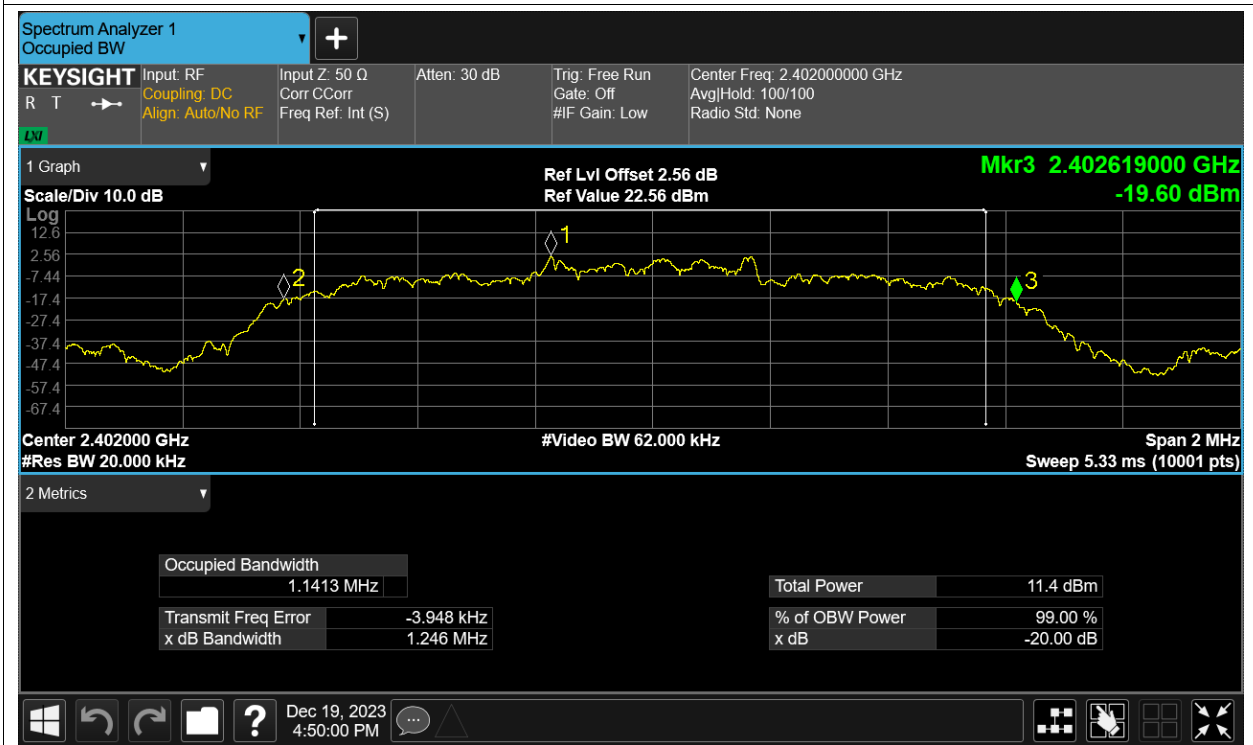 Spectrum Analyzer 1
Occupied BW
KEYSIGHT
R T
LXI
Input: RF
Coupling: DC
Align: Auto/No RF
Input Z: 50 Ω
Corr CCorr
Freq Ref: Int (S)
Atten: 30 dB
Trig: Free Run
Gate: Off
#IF Gain: Low
Center Freq: 2.402000000 GHz
Avg|Hold: 100/100
Radio Std: None
1 Graph
Scale/Div 10.0 dB
Ref Lvl Offset 2.56 dB
Ref Value 22.56 dBm
Mkr3 2.402619000 GHz
-19.60 dBm
Log
12.6
2.56
-7.44
-17.4
-27.4
-37.4
-47.4
-57.4
-67.4
1
2
3
Center 2.402000 GHz
#Res BW 20.000 kHz
#Video BW 62.000 kHz
Span 2 MHz
Sweep 5.33 ms (10001 pts)
2 Metrics
Occupied Bandwidth
1.1413 MHz
Transmit Freq Error -3.948 kHz
x dB Bandwidth 1.246 MHz
Total Power 11.4 dBm
% of OBW Power 99.00 %
x dB -20.00 dB
?
Dec 19, 2023
4:50:00 PM